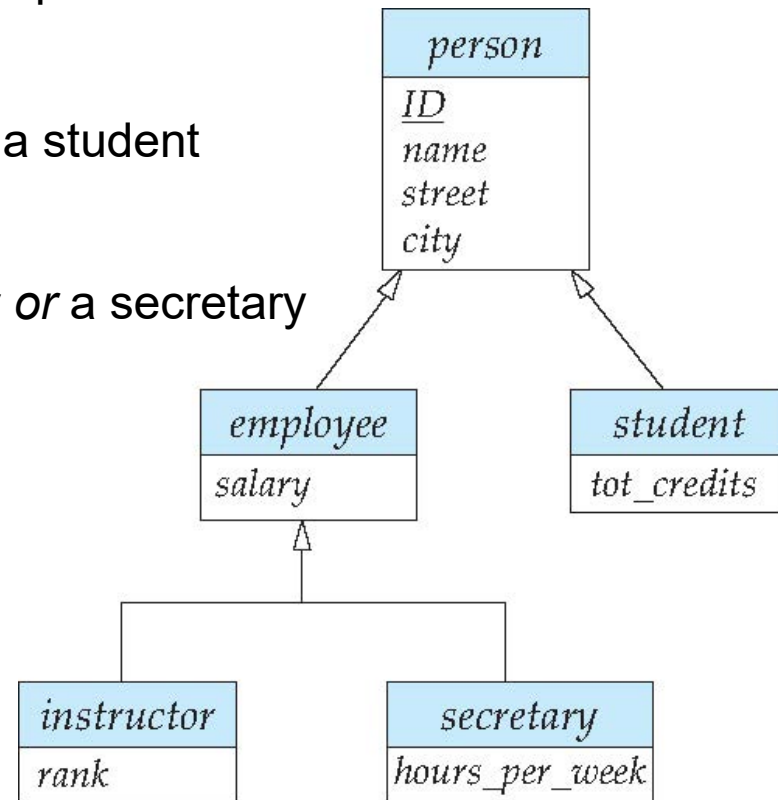 person
ID
name
street
city
a student
or a secretary
employee
salary
student
tot_credits
instructor
rank
secretary
hours_per_week